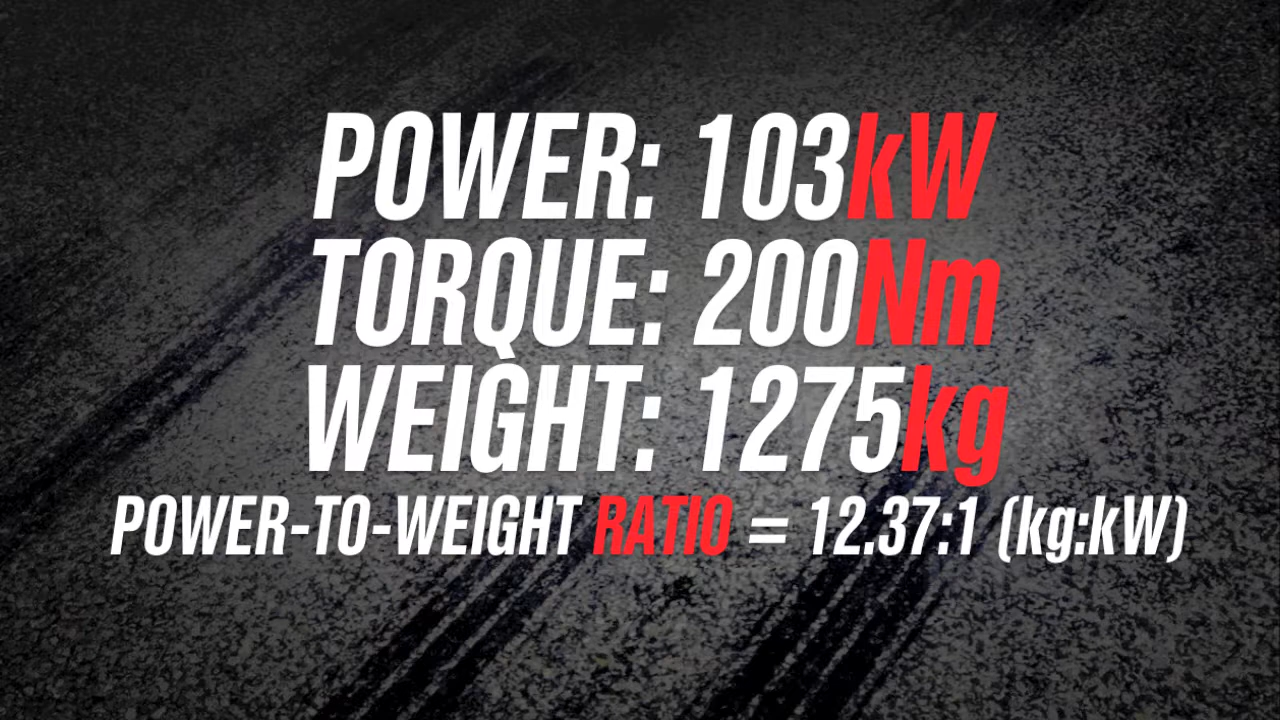 POWER: 103kW
TORQUE: 200Nm
WEIGHT: 1275kg
POWER-TO-WEIGHT RATIO = 12.37:1 (kg:kW)